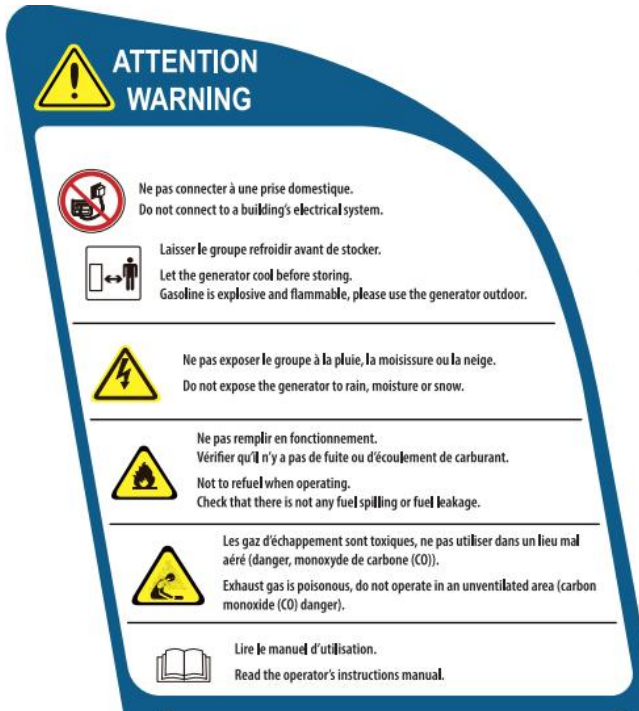 ATTENTION
WARNING
Ne pas connecter à une prise domestique.
Do not connect to a building's electrical system.
Laisser le groupe refroidir avant de stocker.
Let the generator cool before storing.
Gasoline is explosive and flammable, please use the generator outdoor.
Ne pas exposer le groupe à la pluie, la moisissure ou la neige.
Do not expose the generator to rain, moisture or snow.
Ne pas remplir en fonctionnement.
Vérifier qu'il n'y a pas de fuite ou d'écoulement de carburant.
Not to refuel when operating.
Check that there is not any fuel spilling or fuel leakage.
Les gaz d'échappement sont toxiques, ne pas utiliser dans un lieu mal
aéré (danger, monoxyde de carbone (CO)).
Exhaust gas is poisonous, do not operate in an unventilated area (carbon
monoxide (CO) danger).
Lire le manuel d'utilisation.
Read the operator's instructions manual.